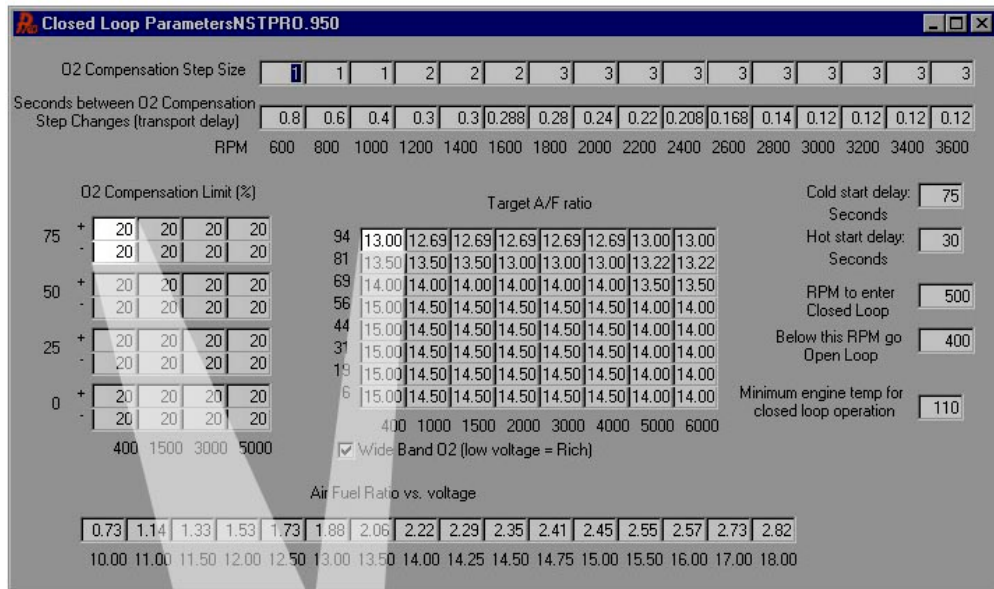 Closed Loop ParametersNSTPRO.950
O2 Compensation Step Size 1 1 1 2 2 2 3 3 3 3 3 3 3 3 3 3
Seconds between O2 Compensation
Step Changes (transport delay) 0.8 0.6 0.4 0.3 0.3 0.288 0.28 0.24 0.22 0.208 0.168 0.14 0.12 0.12 0.12 0.12
RPM 600 800 1000 1200 1400 1600 1800 2000 2200 2400 2600 2800 3000 3200 3400 3600
O2 Compensation Limit (%)
75 + 20 20 20 20
- 20 20 20 20
50 + 20 20 20 20
- 20 20 20 20
25 + 20 20 20 20
- 20 20 20 20
0 + 20 20 20 20
- 20 20 20 20
400 1500 3000 5000
Target A/F ratio
94 13.00 12.69 12.69 12.69 12.69 12.69 13.00 13.00
81 13.50 13.50 13.50 13.00 13.00 13.00 13.22 13.22
69 14.00 14.00 14.00 14.00 14.00 14.00 13.50 13.50
56 15.00 14.50 14.50 14.50 14.50 14.50 14.00 14.00
44 15.00 14.50 14.50 14.50 14.50 14.50 14.00 14.00
31 15.00 14.50 14.50 14.50 14.50 14.50 14.00 14.00
19 15.00 14.50 14.50 14.50 14.50 14.50 14.00 14.00
6 15.00 14.50 14.50 14.50 14.50 14.50 14.00 14.00
400 1000 1500 2000 3000 4000 5000 6000
Wide Band O2 (low voltage = Rich)
Cold start delay: 75
Seconds
Hot start delay: 30
Seconds
RPM to enter
Closed Loop 500
Below this RPM go
Open Loop 400
Minimum engine temp for
closed loop operation 110
Air Fuel Ratio vs. voltage
0.73 1.14 1.33 1.53 1.73 1.88 2.06 2.22 2.29 2.35 2.41 2.45 2.55 2.57 2.73 2.82
10.00 11.00 11.50 12.00 12.50 13.00 13.50 14.00 14.25 14.50 14.75 15.00 15.50 16.00 17.00 18.00